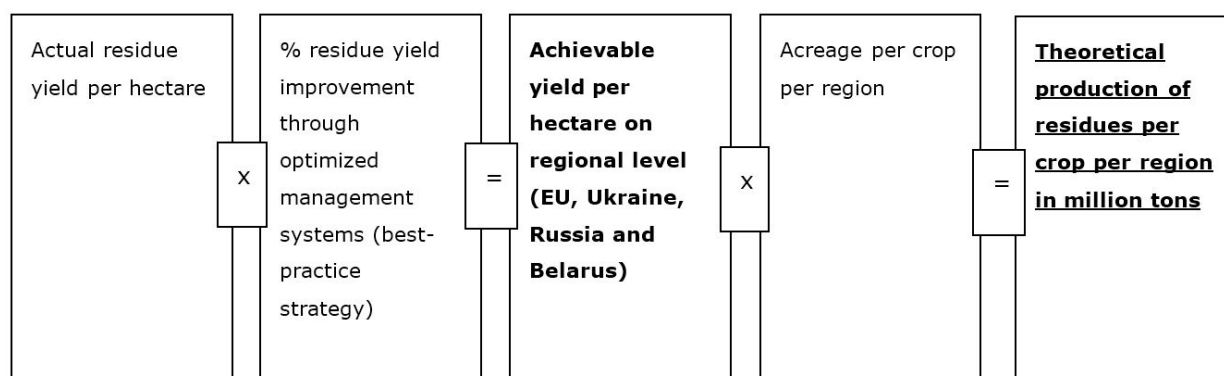 Actual residue
yield per hectare
x
% residue yield
improvement
through
optimized
management
systems (best-
practice
strategy)
=
Achievable
yield per
hectare on
regional level
(EU, Ukraine,
Russia and
Belarus)
x
Acreage per crop
per region
=
Theoretical
production of
residues per
crop per region
in million tons